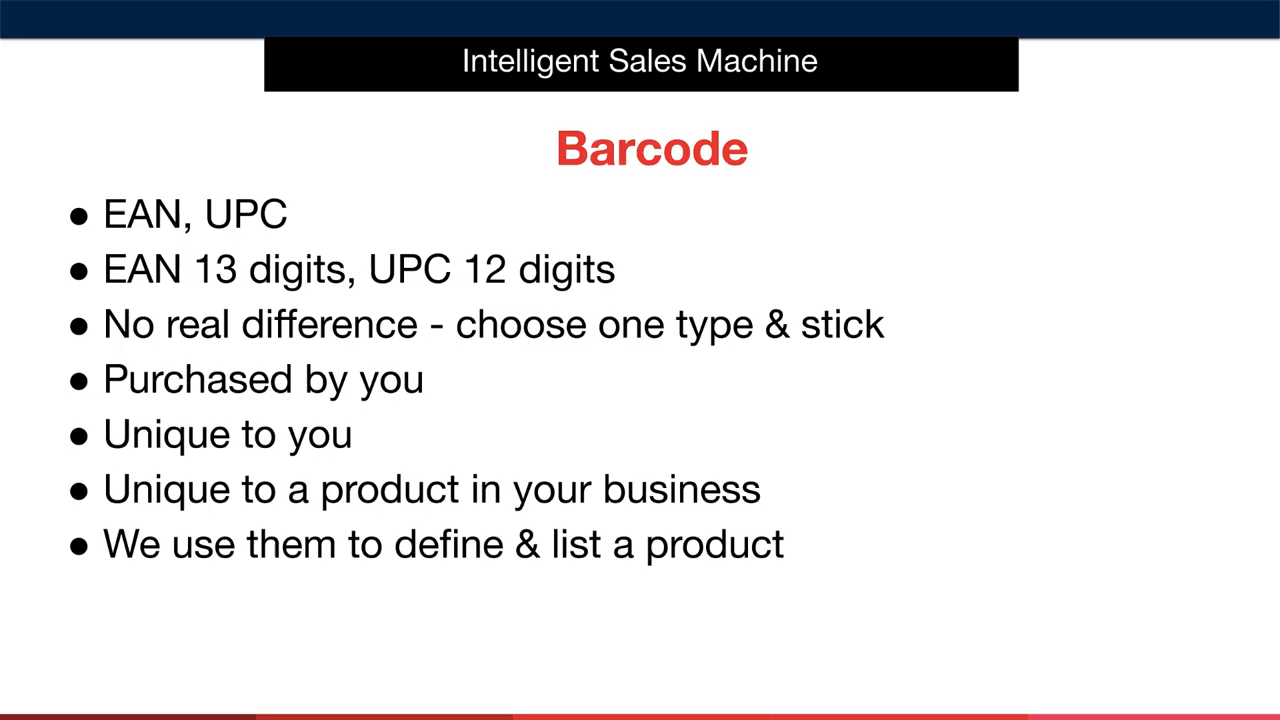 Intelligent Sales Machine
Barcode
● EAN, UPC
● EAN 13 digits, UPC 12 digits
● No real difference - choose one type & stick
● Purchased by you
● Unique to you
● Unique to a product in your business
● We use them to define & list a product